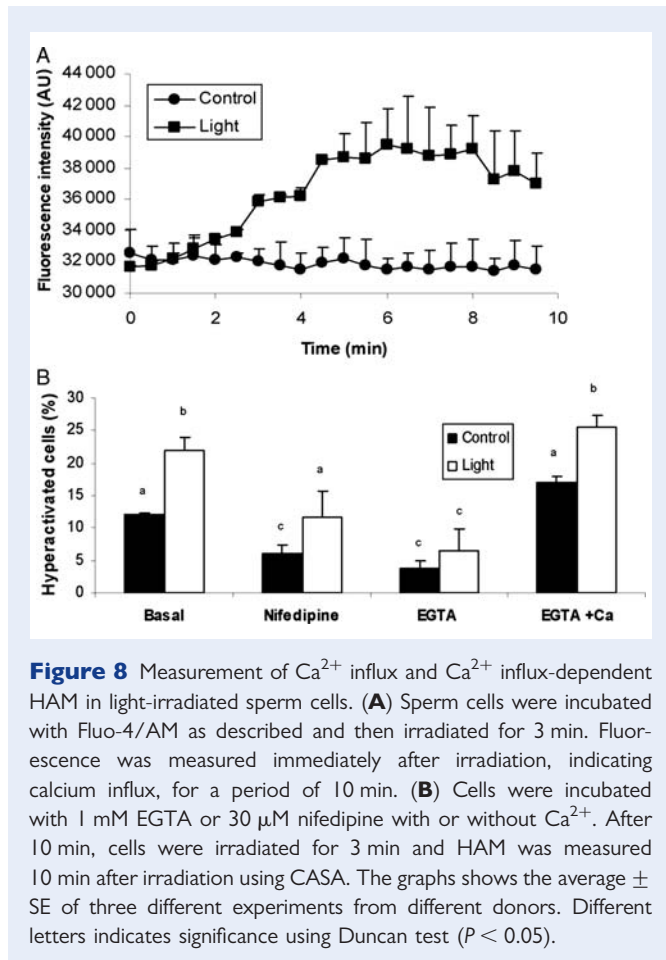 A
Fluorescence intensity (AU)
44 000
42 000
40 000
38 000
36 000
34 000
32 000
30 000
Control
Light
0 2 4 6 8 10
Time (min)
B
Hyperactivated cells (%)
30
25
20
15
10
5
0
a b c a c c a b
Control
Light
Basal Nifedipine EGTA EGTA +Ca
Figure 8 Measurement of Ca²⁺ influx and Ca²⁺ influx-dependent
HAM in light-irradiated sperm cells. (A) Sperm cells were incubated
with Fluo-4/AM as described and then irradiated for 3 min. Fluor-
escence was measured immediately after irradiation, indicating
calcium influx, for a period of 10 min. (B) Cells were incubated
with 1 mM EGTA or 30 μM nifedipine with or without Ca²⁺. After
10 min, cells were irradiated for 3 min and HAM was measured
10 min after irradiation using CASA. The graphs shows the average ±
SE of three different experiments from different donors. Different
letters indicates significance using Duncan test (P < 0.05).